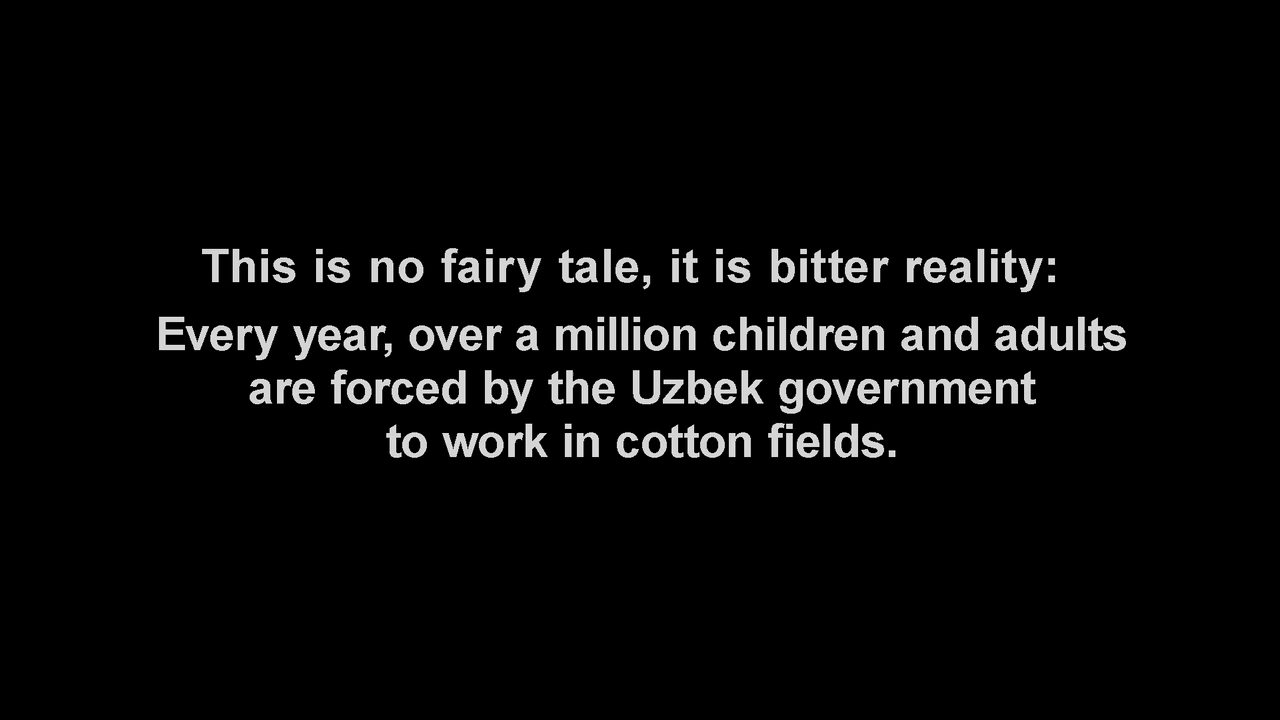 This is no fairy tale, it is bitter reality:
Every year, over a million children and adults
are forced by the Uzbek government
to work in cotton fields.